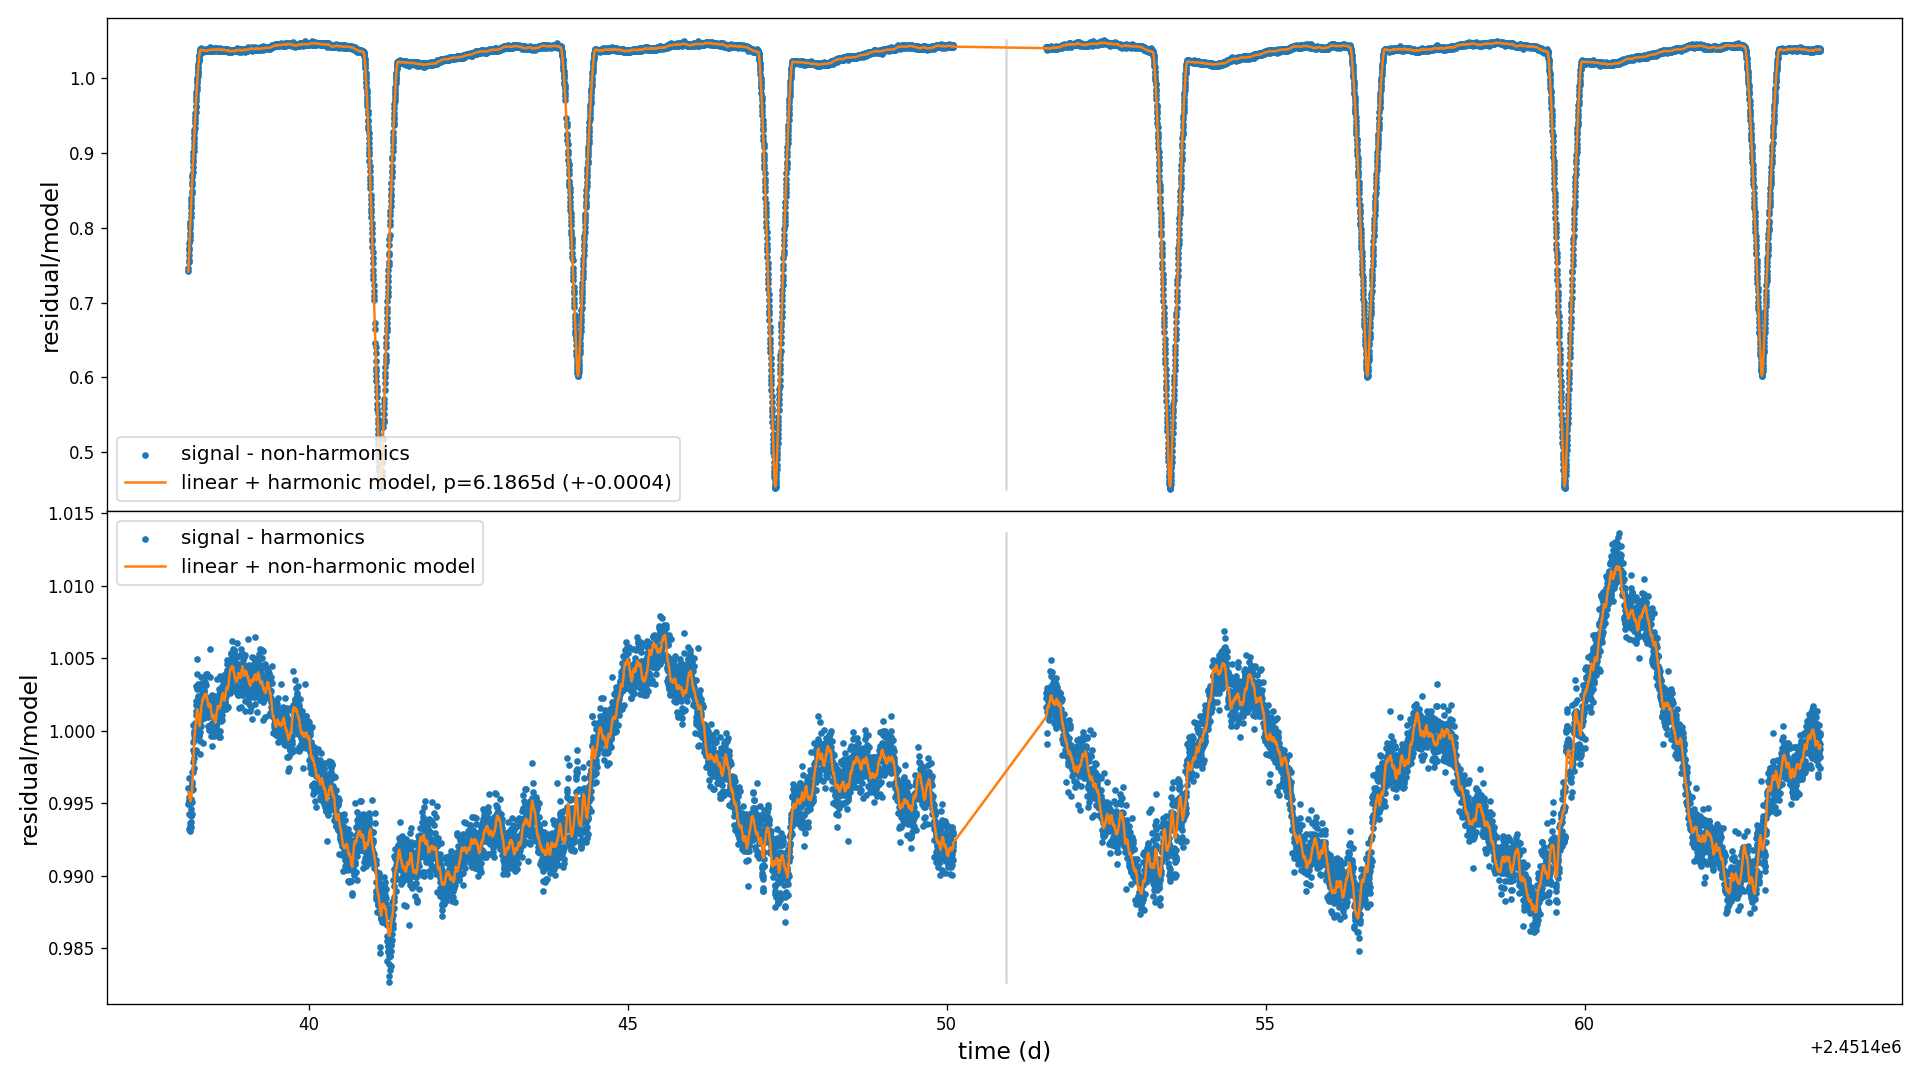 residual/model
1.0
0.9
0.8
0.7
0.6
0.5
signal - non-harmonics
linear + harmonic model, p=6.1865d (+-0.0004)
residual/model
1.015
1.010
1.005
1.000
0.995
0.990
0.985
signal - harmonics
linear + non-harmonic model
40 45 50 55 60
time (d)
+2.4514e6